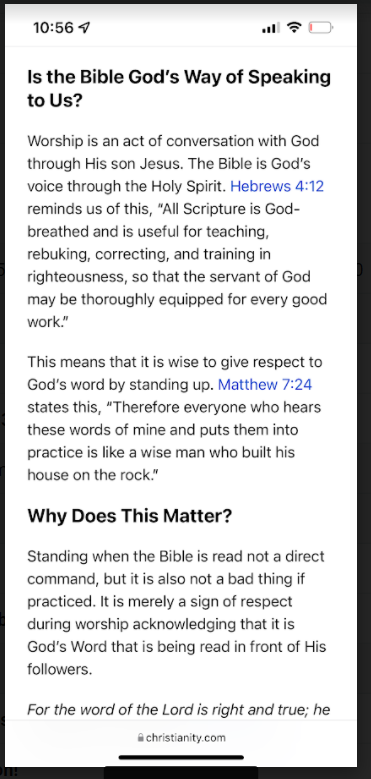 10:56
Is the Bible God's Way of Speaking
to Us?
Worship is an act of conversation with God
through His son Jesus. The Bible is God's
voice through the Holy Spirit. Hebrews 4:12
reminds us of this, “All Scripture is God-
breathed and is useful for teaching,
rebuking, correcting, and training in
righteousness, so that the servant of God
may be thoroughly equipped for every good
work.”
This means that it is wise to give respect to
God's word by standing up. Matthew 7:24
states this, “Therefore everyone who hears
these words of mine and puts them into
practice is like a wise man who built his
house on the rock.”
Why Does This Matter?
Standing when the Bible is read not a direct
command, but it is also not a bad thing if
practiced. It is merely a sign of respect
during worship acknowledging that it is
God's Word that is being read in front of His
followers.
For the word of the Lord is right and true; he
christianity.com